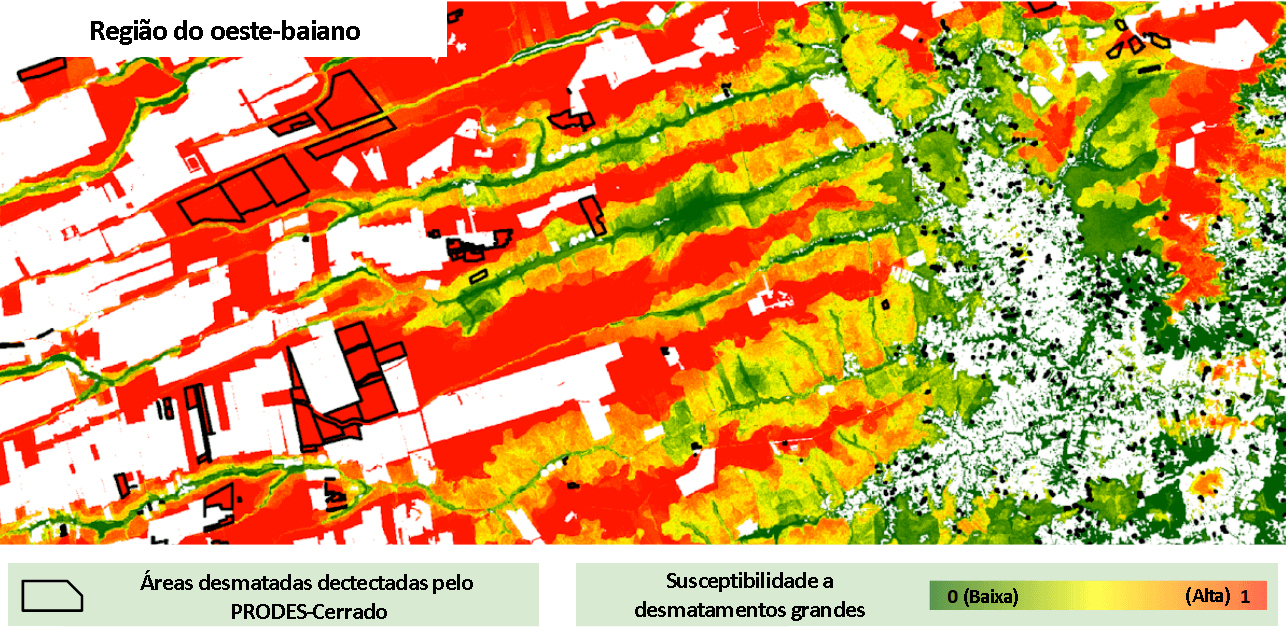 Região do oeste-baiano
Áreas desmatadas dectectadas pelo
PRODES-Cerrado
Susceptibilidade a
desmatamentos grandes
0 (Baixa) (Alta) 1